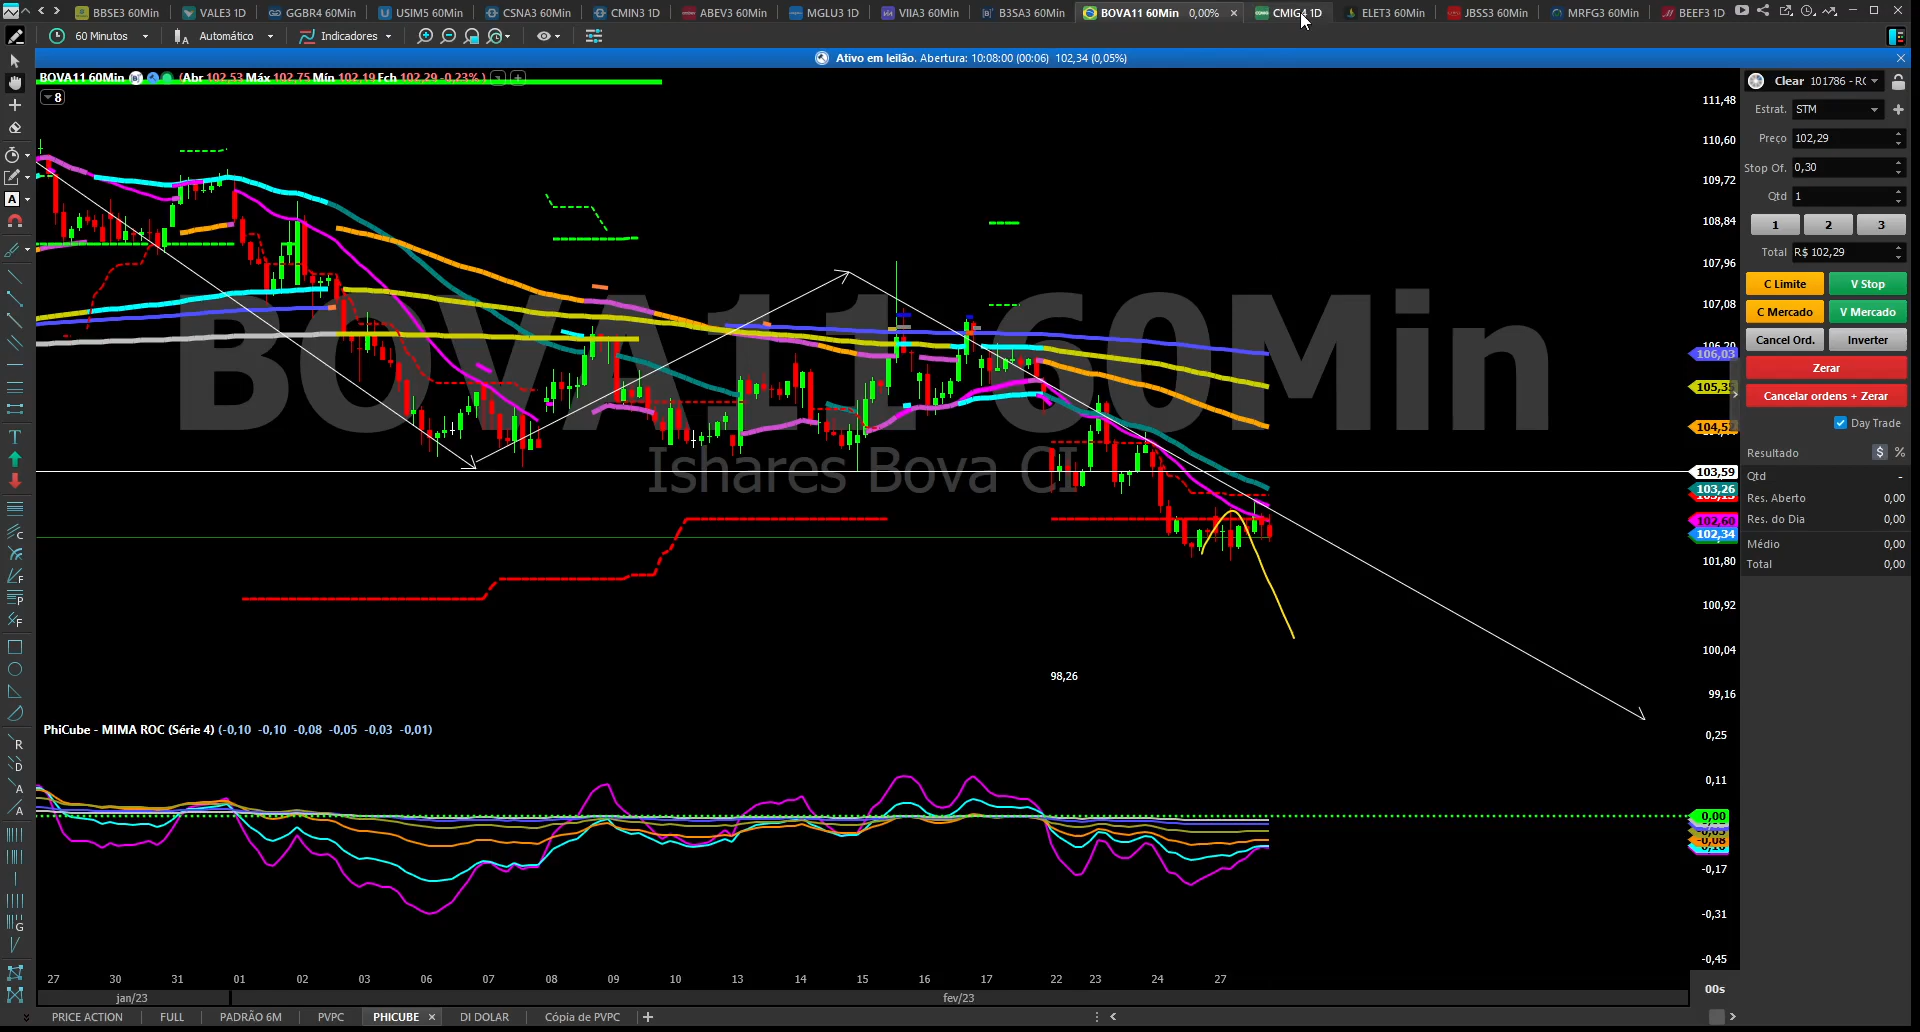 BBSE3 60Min VALE3 1D GGBR4 60Min USIM5 60Min CSNA3 60Min CMIN3 1D ABEV3 60Min MGLU3 1D VIIA3 60Min B3SA3 60Min BOVA11 60Min 0,00% × CMIG4 1D ELET3 60Min JBSS3 60Min MRFG3 60Min BEEF3 1D
60 Minutos Automático Indicadores
Ativo em leilão. Abertura: 10:08:00 (00:06) 102,34 (0,05%)
BOVA11 60Min (Abr 102,53 Máx 102,75 Mín 102,19 Fch 102,29 -0,23% )
8
BOVA11 60Min
Ishares Bova CI
98,26
111,48
110,60
109,72
108,84
107,96
107,08
106,20
106,03
105,35
104,52
103,59
103,26
102,60
102,34
101,80
100,92
100,04
99,16
PhiCube - MIMA ROC (Série 4) (-0,10 -0,10 -0,08 -0,05 -0,03 -0,01)
0,25
0,11
0,00
-0,08
-0,17
-0,31
-0,45
27 30 31 01 02 03 06 07 08 09 10 13 14 15 16 17 22 23 24 27
jan/23 fev/23
00s
PRICE ACTION FULL PADRÃO 6M PVPC PHICUBE × DI DOLAR Cópia de PVPC +
Clear 101786 - RC
Estrat. STM
Preço 102,29
Stop Of. 0,30
Qtd 1
1 2 3
Total R$ 102,29
C Limite V Stop
C Mercado V Mercado
Cancel Ord. Inverter
Zerar
Cancelar ordens + Zerar
Day Trade
Resultado $ %
Qtd -
Res. Aberto 0,00
Res. do Dia 0,00
Médio 0,00
Total 0,00